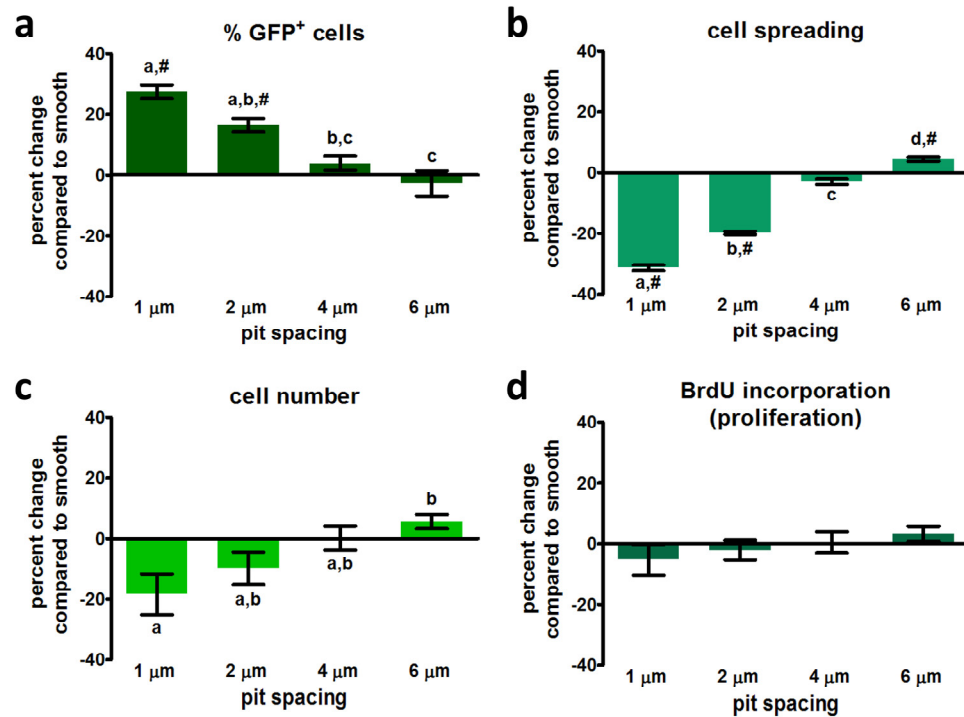 a
% GFP+ cells
percent change
compared to smooth
40
20
0
-20
-40
a,#
a,b,#
b,c
c
1 μm 2 μm 4 μm 6 μm
pit spacing
b
cell spreading
percent change
compared to smooth
40
20
0
-20
-40
a,#
b,#
c
d,#
1 μm 2 μm 4 μm 6 μm
pit spacing
c
cell number
percent change
compared to smooth
40
20
0
-20
-40
a
a,b
a,b
b
1 μm 2 μm 4 μm 6 μm
pit spacing
d
BrdU incorporation
(proliferation)
percent change
compared to smooth
40
20
0
-20
-40
1 μm 2 μm 4 μm 6 μm
pit spacing